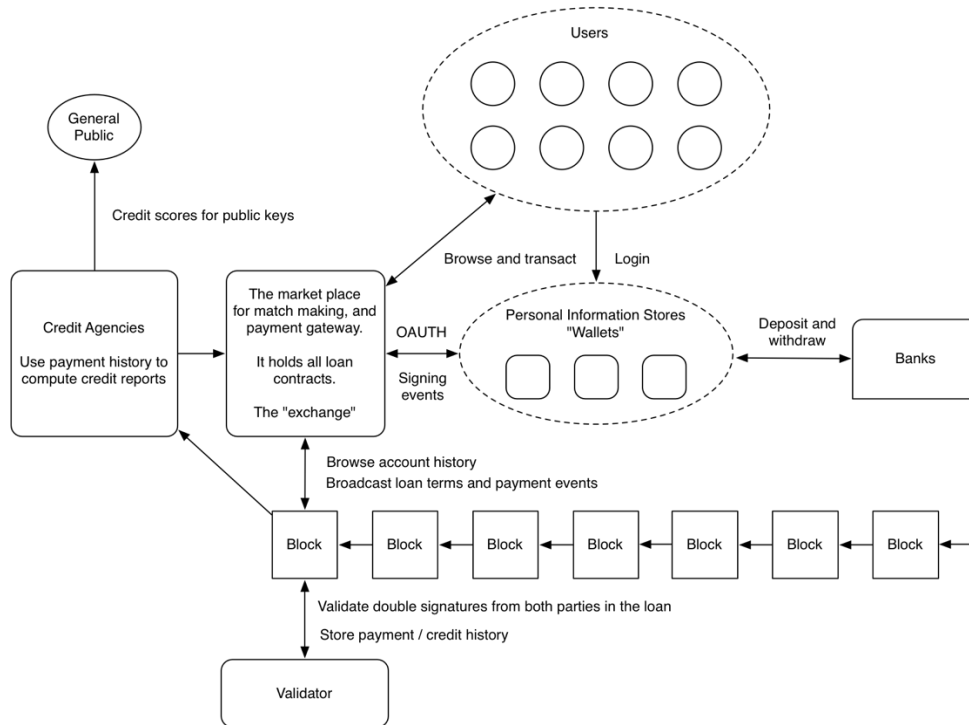 Users
General
Public
Credit scores for public keys
Browse and transact
Login
Credit Agencies
Use payment history to
compute credit reports
The market place
for match making, and
payment gateway.
It holds all loan
contracts.
The "exchange"
OAUTH
Signing
events
Personal Information Stores
"Wallets"
Deposit and
withdraw
Banks
Browse account history
Broadcast loan terms and payment events
Block
Block
Block
Block
Block
Block
Block
Validate double signatures from both parties in the loan
Store payment / credit history
Validator